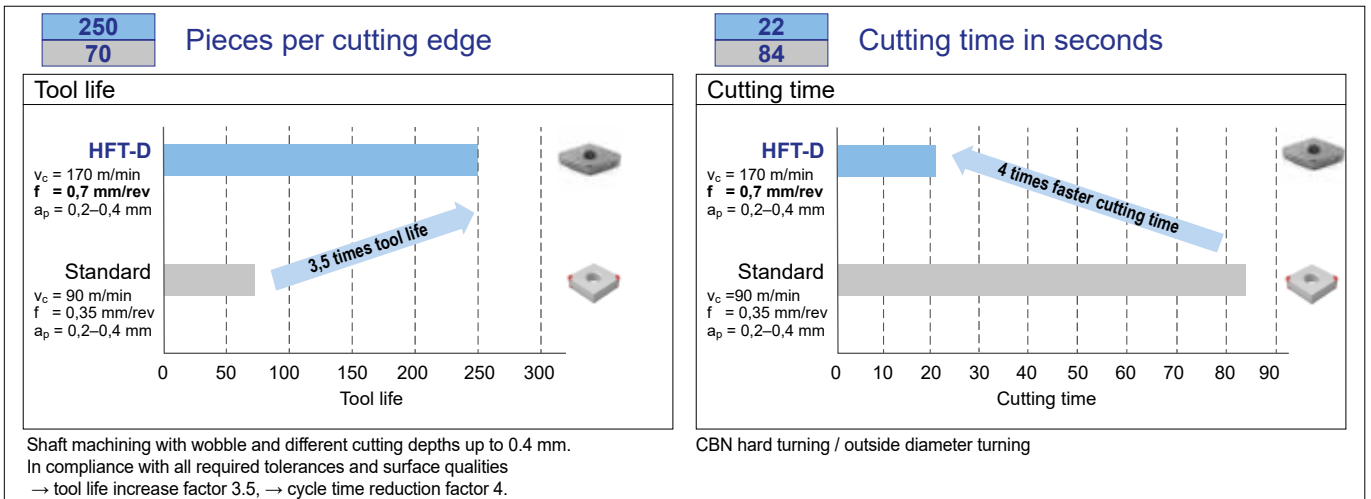 250
70
Pieces per cutting edge
Tool life
HFT-D
vc = 170 m/min
f = 0,7 mm/rev
ap = 0,2–0,4 mm
3,5 times tool life
Standard
vc = 90 m/min
f = 0,35 mm/rev
ap = 0,2–0,4 mm
0 50 100 150 200 250 300
Tool life
Shaft machining with wobble and different cutting depths up to 0.4 mm.
In compliance with all required tolerances and surface qualities
→ tool life increase factor 3.5, → cycle time reduction factor 4.
22
84
Cutting time in seconds
Cutting time
HFT-D
vc = 170 m/min
f = 0,7 mm/rev
ap = 0,2–0,4 mm
4 times faster cutting time
Standard
vc =90 m/min
f = 0,35 mm/rev
ap = 0,2–0,4 mm
0 10 20 30 40 50 60 70 80 90
Cutting time
CBN hard turning / outside diameter turning